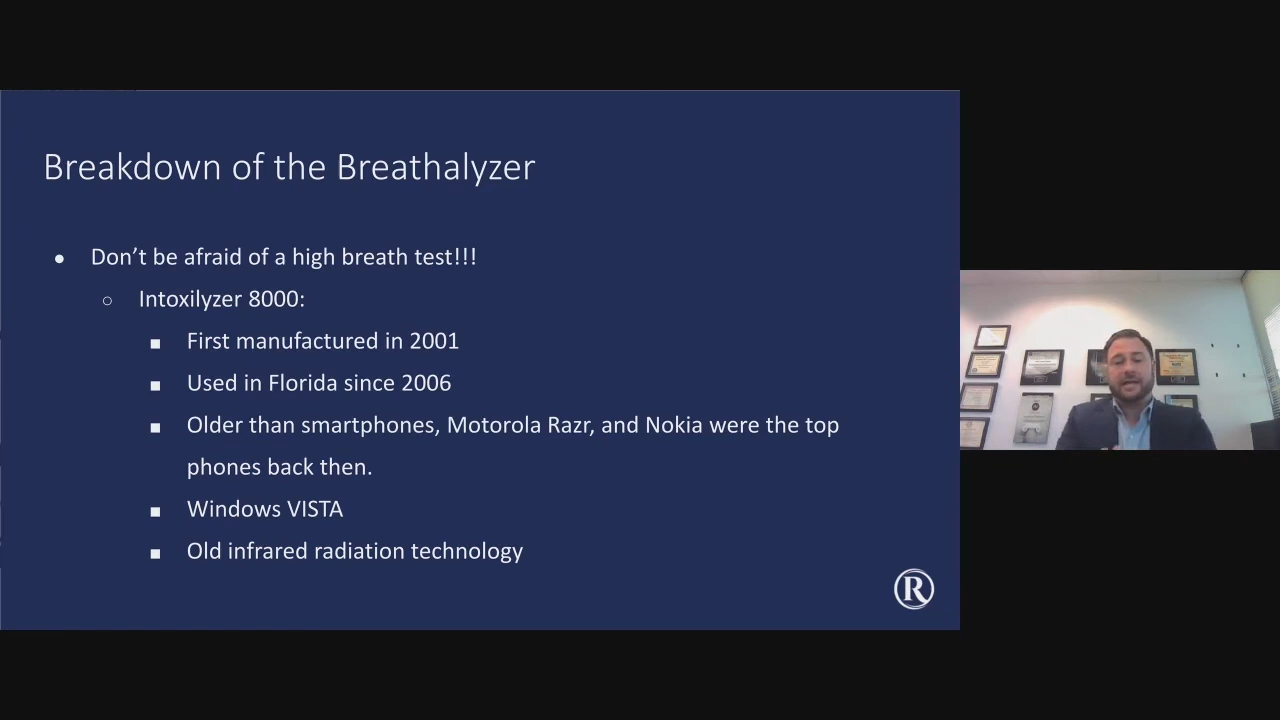 Breakdown of the Breathalyzer
● Don’t be afraid of a high breath test!!!
○ Intoxilyzer 8000:
■ First manufactured in 2001
■ Used in Florida since 2006
■ Older than smartphones, Motorola Razr, and Nokia were the top
phones back then.
■ Windows VISTA
■ Old infrared radiation technology
R